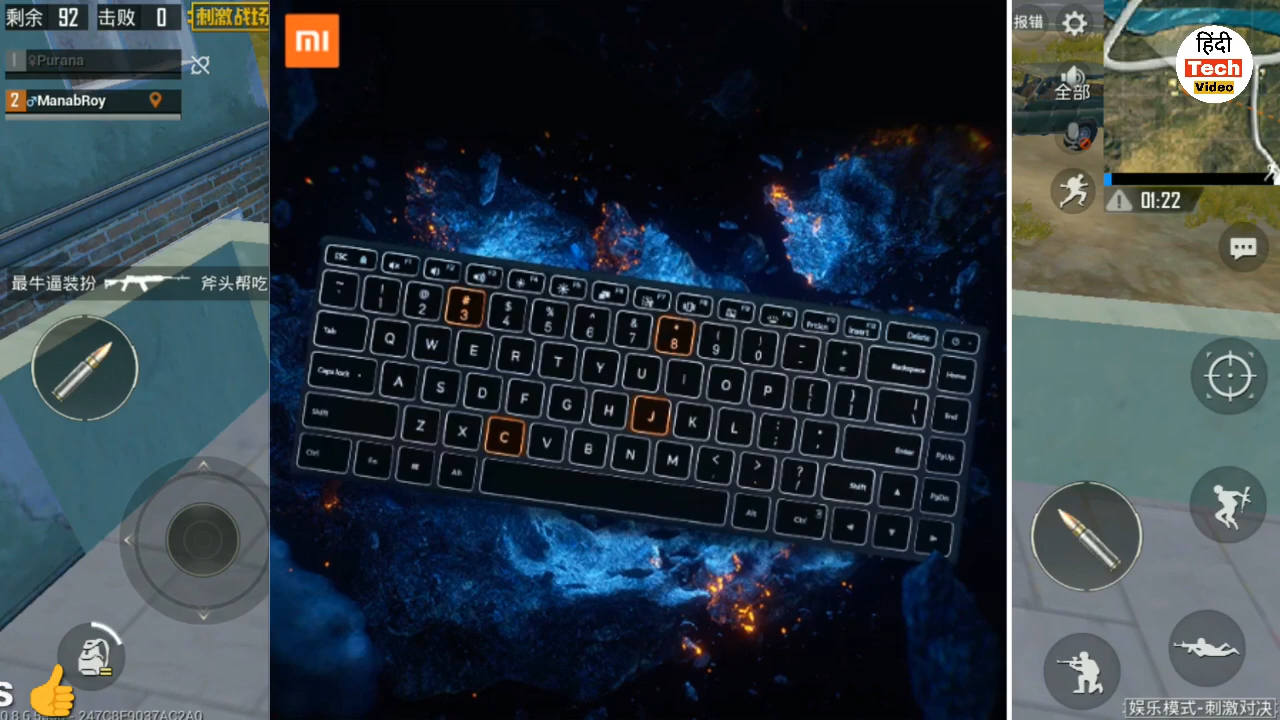 剩余 92 击败 0 刺激战场
1 ♀Purana
2 ♂ManabRoy
最牛逼装扮 斧头帮吃
S
mi
ESC F1 F2 F3 F4 F5 F6 F7 F8 F9 F10 F11 PrtScn F12 Insert Delete
~ ! 1 @ 2 # 3 $ 4 % 5 ^ 6 & 7 * 8 ( 9 ) 0 - + = Backspace Home
Tab Q W E R T Y U I O P { [ } ] | \ End
Caps lock A S D F G H J K L : ; " ' Enter PgUp
Shift Z X C V B N M < , > . ? / Shift PgDn
Ctrl Fn Alt Alt Ctrl
报错
हिंदी
Tech
Video
全部
01:22
娱乐模式-刺激对决